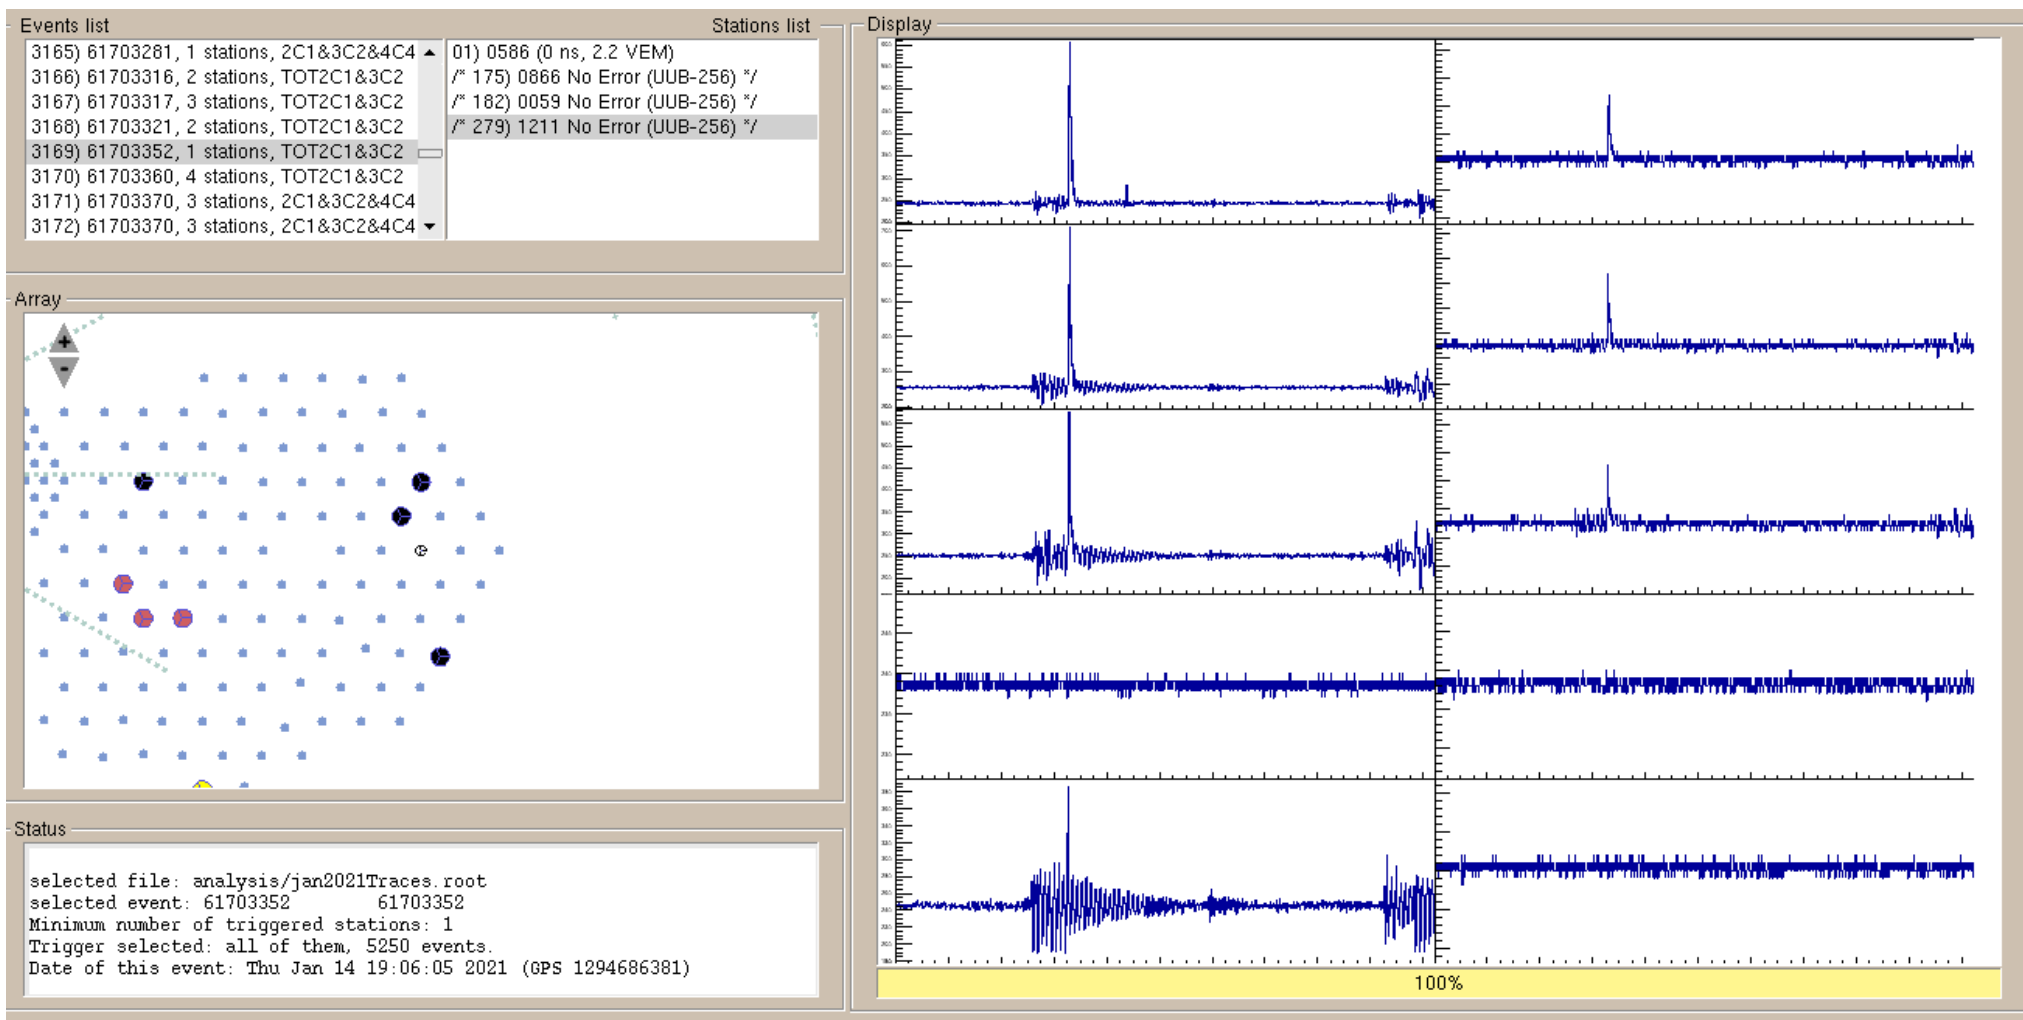 Events list
Stations list
3165) 61703281, 1 stations, 2C1&3C2&4C4
3166) 61703316, 2 stations, TOT2C1&3C2
3167) 61703317, 3 stations, TOT2C1&3C2
3168) 61703321, 2 stations, TOT2C1&3C2
3169) 61703352, 1 stations, TOT2C1&3C2
3170) 61703360, 4 stations, TOT2C1&3C2
3171) 61703370, 3 stations, 2C1&3C2&4C4
3172) 61703370, 3 stations, 2C1&3C2&4C4
01) 0586 (0 ns, 2.2 VEM)
/* 175) 0866 No Error (UUB-256) */
/* 182) 0059 No Error (UUB-256) */
/* 279) 1211 No Error (UUB-256) */
Array
+
-
Status
selected file: analysis/jan2021Traces.root
selected event: 61703352 61703352
Minimum number of triggered stations: 1
Trigger selected: all of them, 5250 events.
Date of this event: Thu Jan 14 19:06:05 2021 (GPS 1294686381)
Display
100%